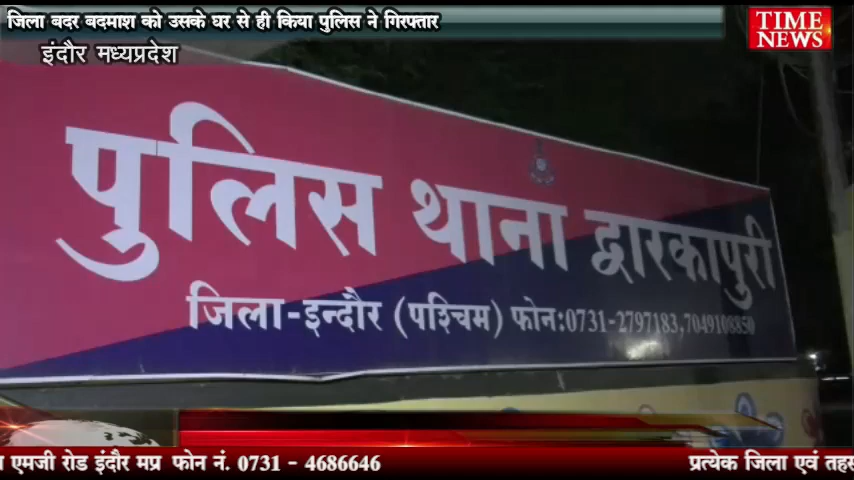 जिला बदर बदमाश को उसके घर से ही किया पुलिस ने गिरफ्तार
इंदौर मध्यप्रदेश
TIME
NEWS
पुलिस थाना द्वारकापुरी
जिला-इन्दौर (पश्चिम) फोन:0731-2797183,7049108850
एमजी रोड इंदौर मप्र फोन नं. 0731 - 4686646
प्रत्येक जिला एवं